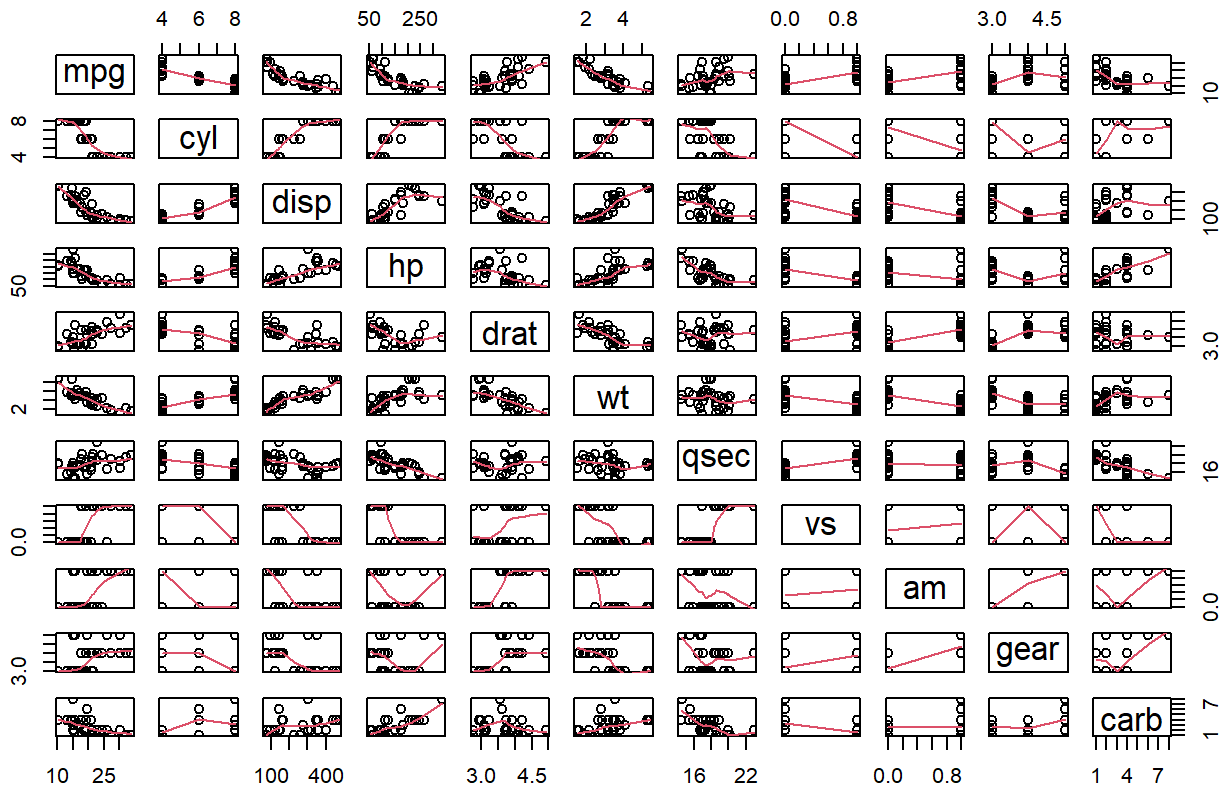 4 6 8 50 250 2 4 0.0 0.8 3.0 4.5
mpg 10
8 4 cyl
disp 100
50 hp
drat 3.0
2 wt
qsec 16
0.0 vs
am 0.0
3.0 gear
carb 7 1
10 25 100 400 3.0 4.5 16 22 0.0 0.8 1 4 7